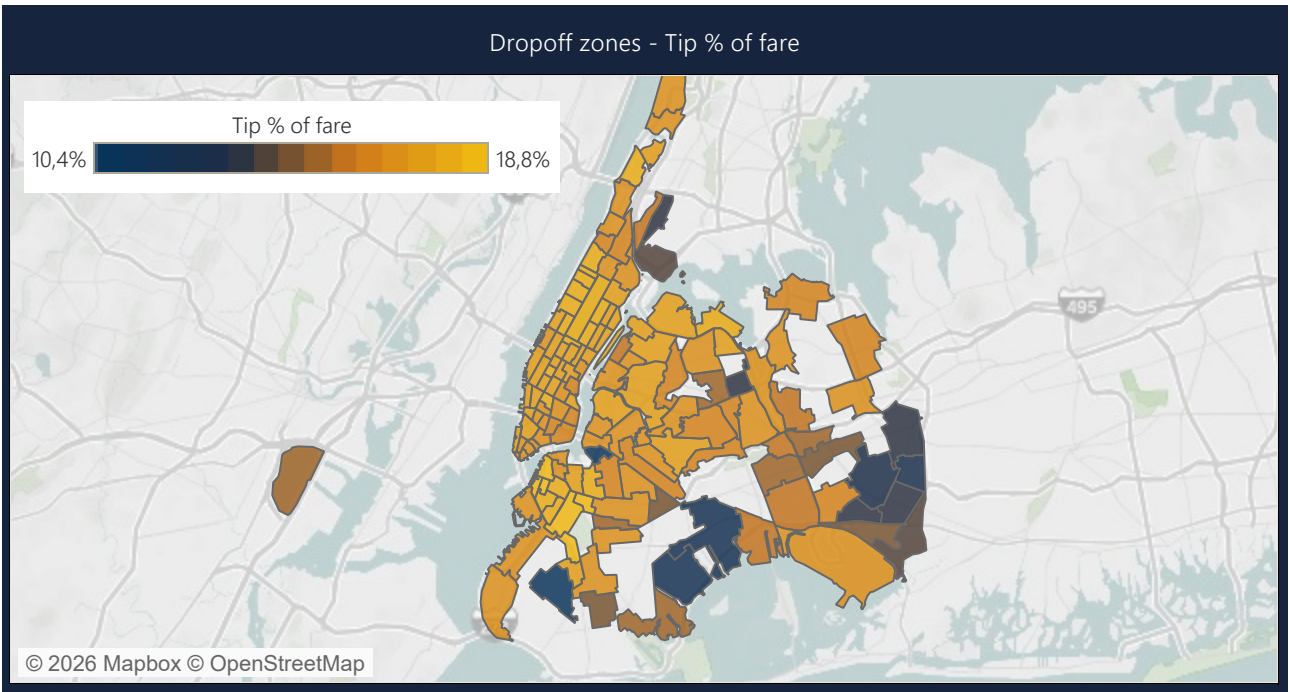 Dropoff zones - Tip % of fare
Tip % of fare
10,4%
18,8%
495
© 2026 Mapbox © OpenStreetMap